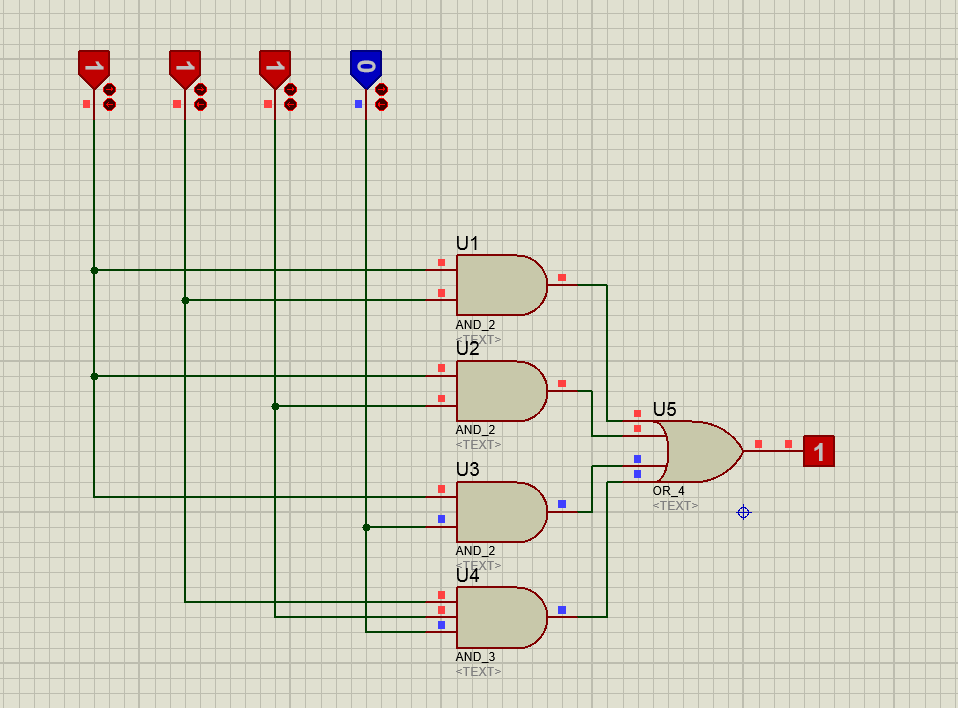 1 1 1 0
U1
AND_2
<TEXT>
U2
AND_2
<TEXT>
U3
AND_2
<TEXT>
U4
AND_3
<TEXT>
U5
OR_4
<TEXT>
1